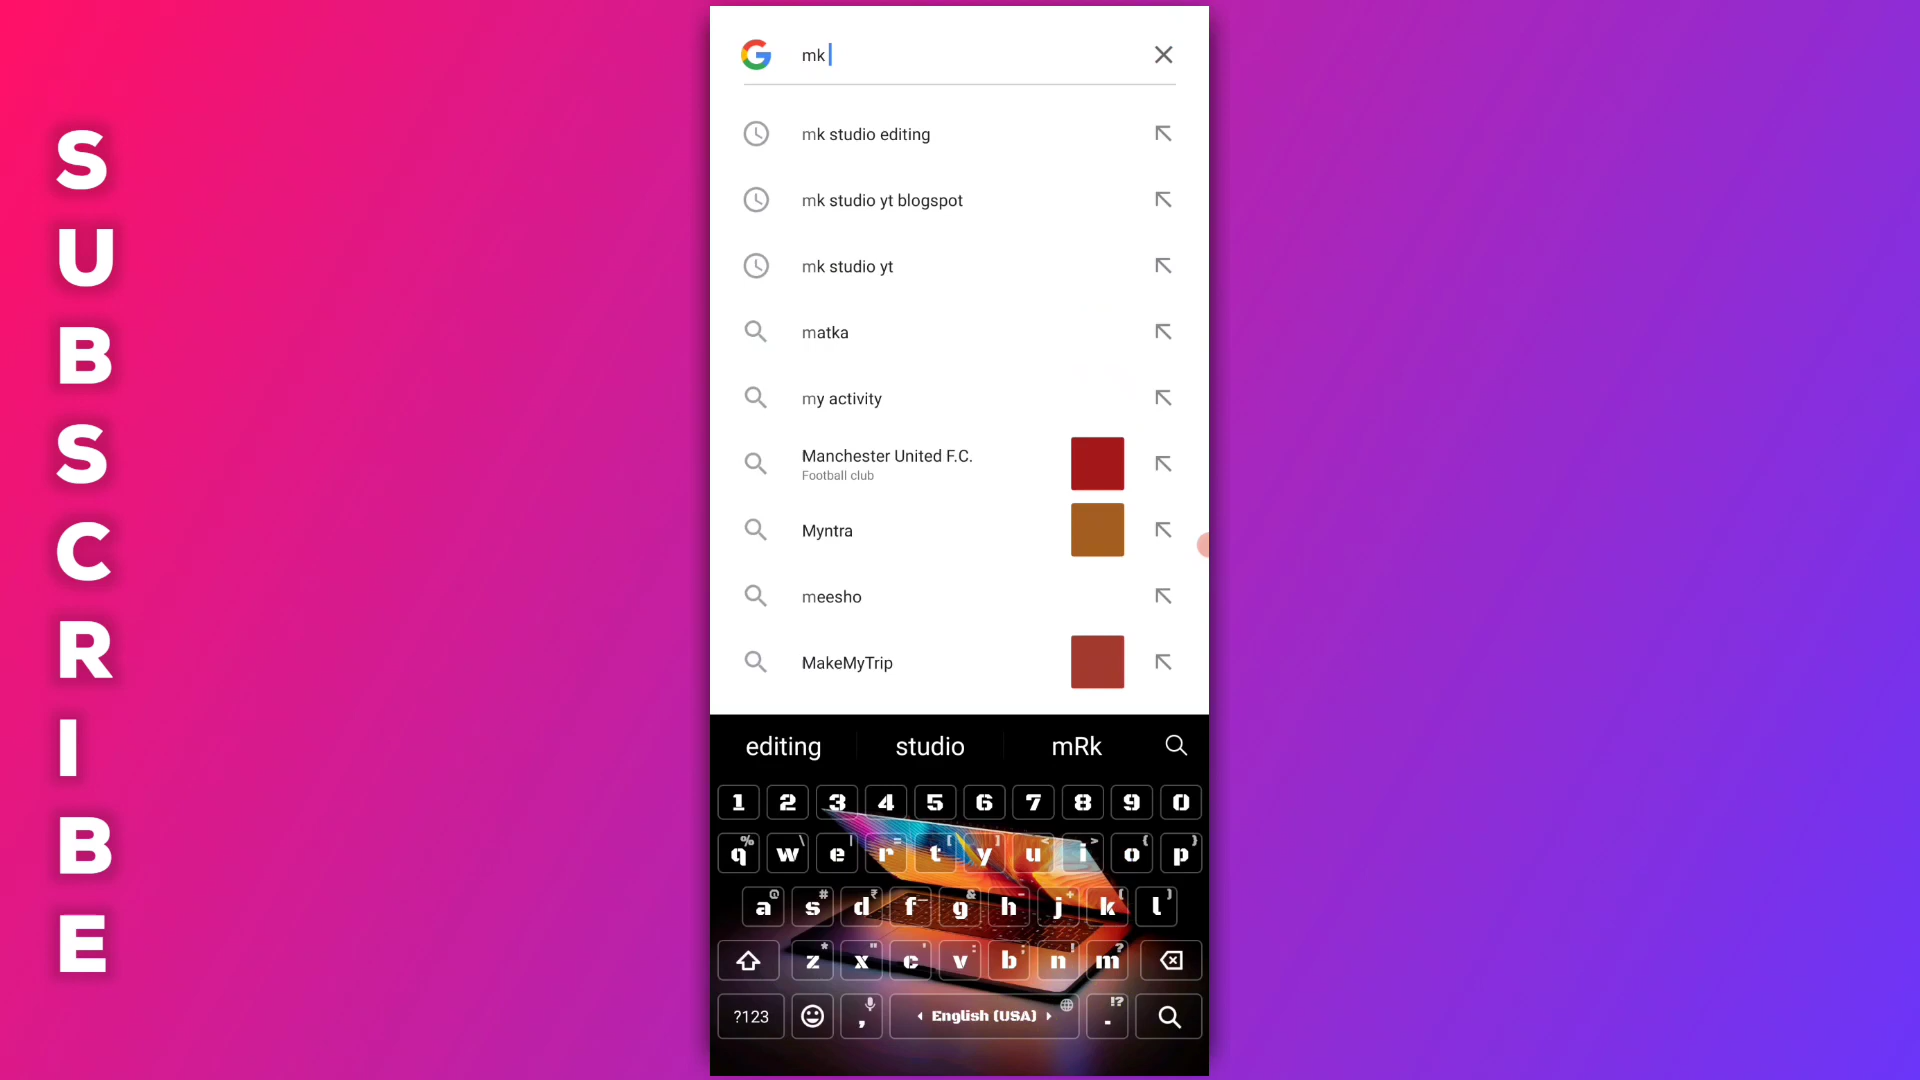 SUBSCRIBE
mk
mk studio editing
mk studio yt blogspot
mk studio yt
matka
my activity
Manchester United F.C.
Football club
Myntra
meesho
MakeMyTrip
editing studio mRk
1 2 3 4 5 6 7 8 9 0
q w e r t y u i o p
a s d f g h j k l
z x c v b n m
?123 , English (USA) .